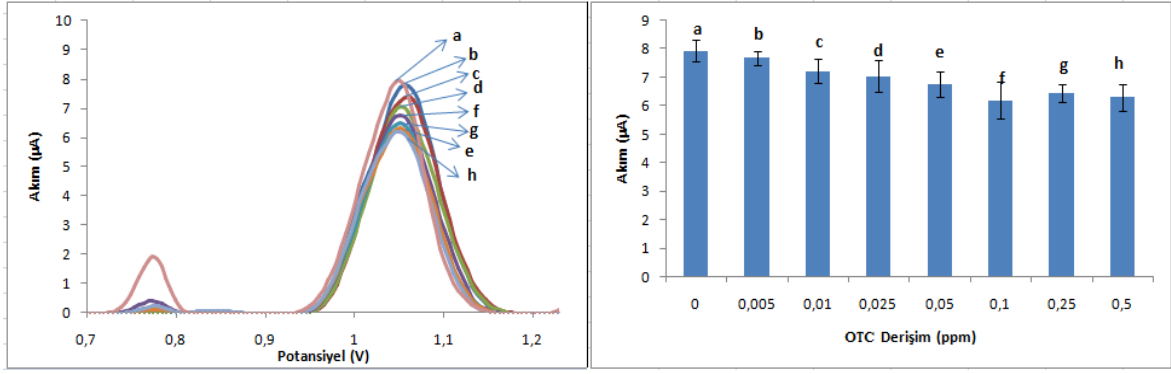 Akım (µA)
10
9
8
7
6
5
4
3
2
1
0
a
b
c
d
f
g
e
h
0,7
0,8
0,9
1
1,1
1,2
Potansiyel (V)
Akım (µA)
9
8
7
6
5
4
3
2
1
0
a
b
c
d
e
f
g
h
0
0,005
0,01
0,025
0,05
0,1
0,25
0,5
OTC Derişim (ppm)